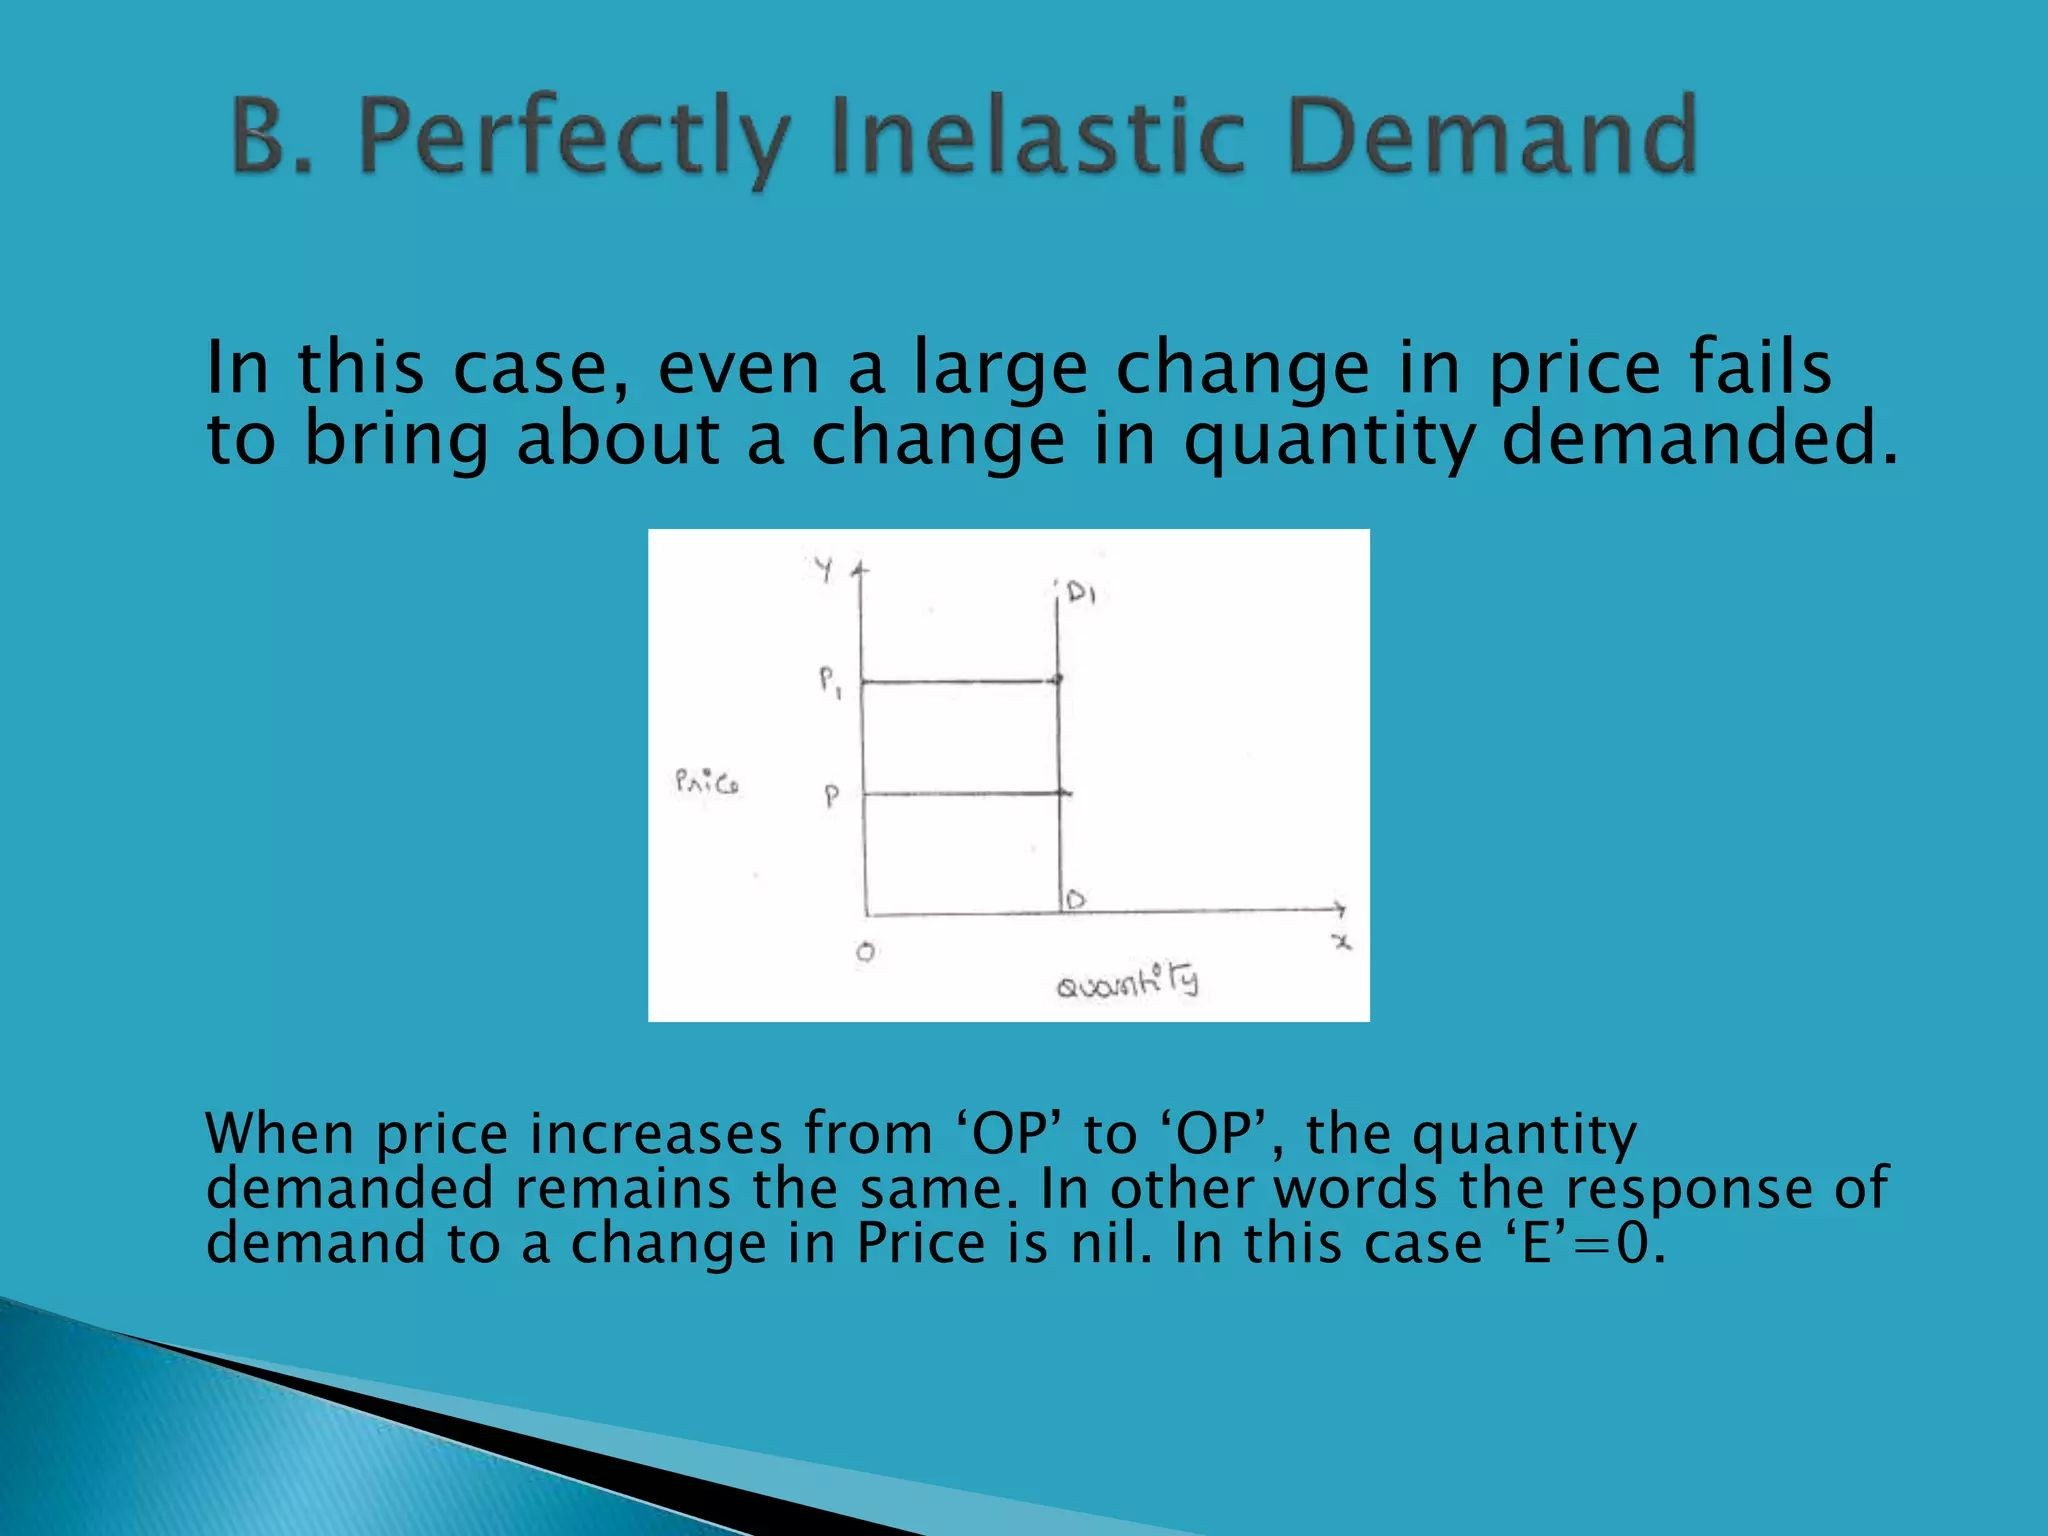 B. Perfectly Inelastic Demand
In this case, even a large change in price fails
to bring about a change in quantity demanded.
Y
D1
P1
Price
P
D
O
x
Quantity
When price increases from ‘OP’ to ‘OP’, the quantity
demanded remains the same. In other words the response of
demand to a change in Price is nil. In this case ‘E’=0.